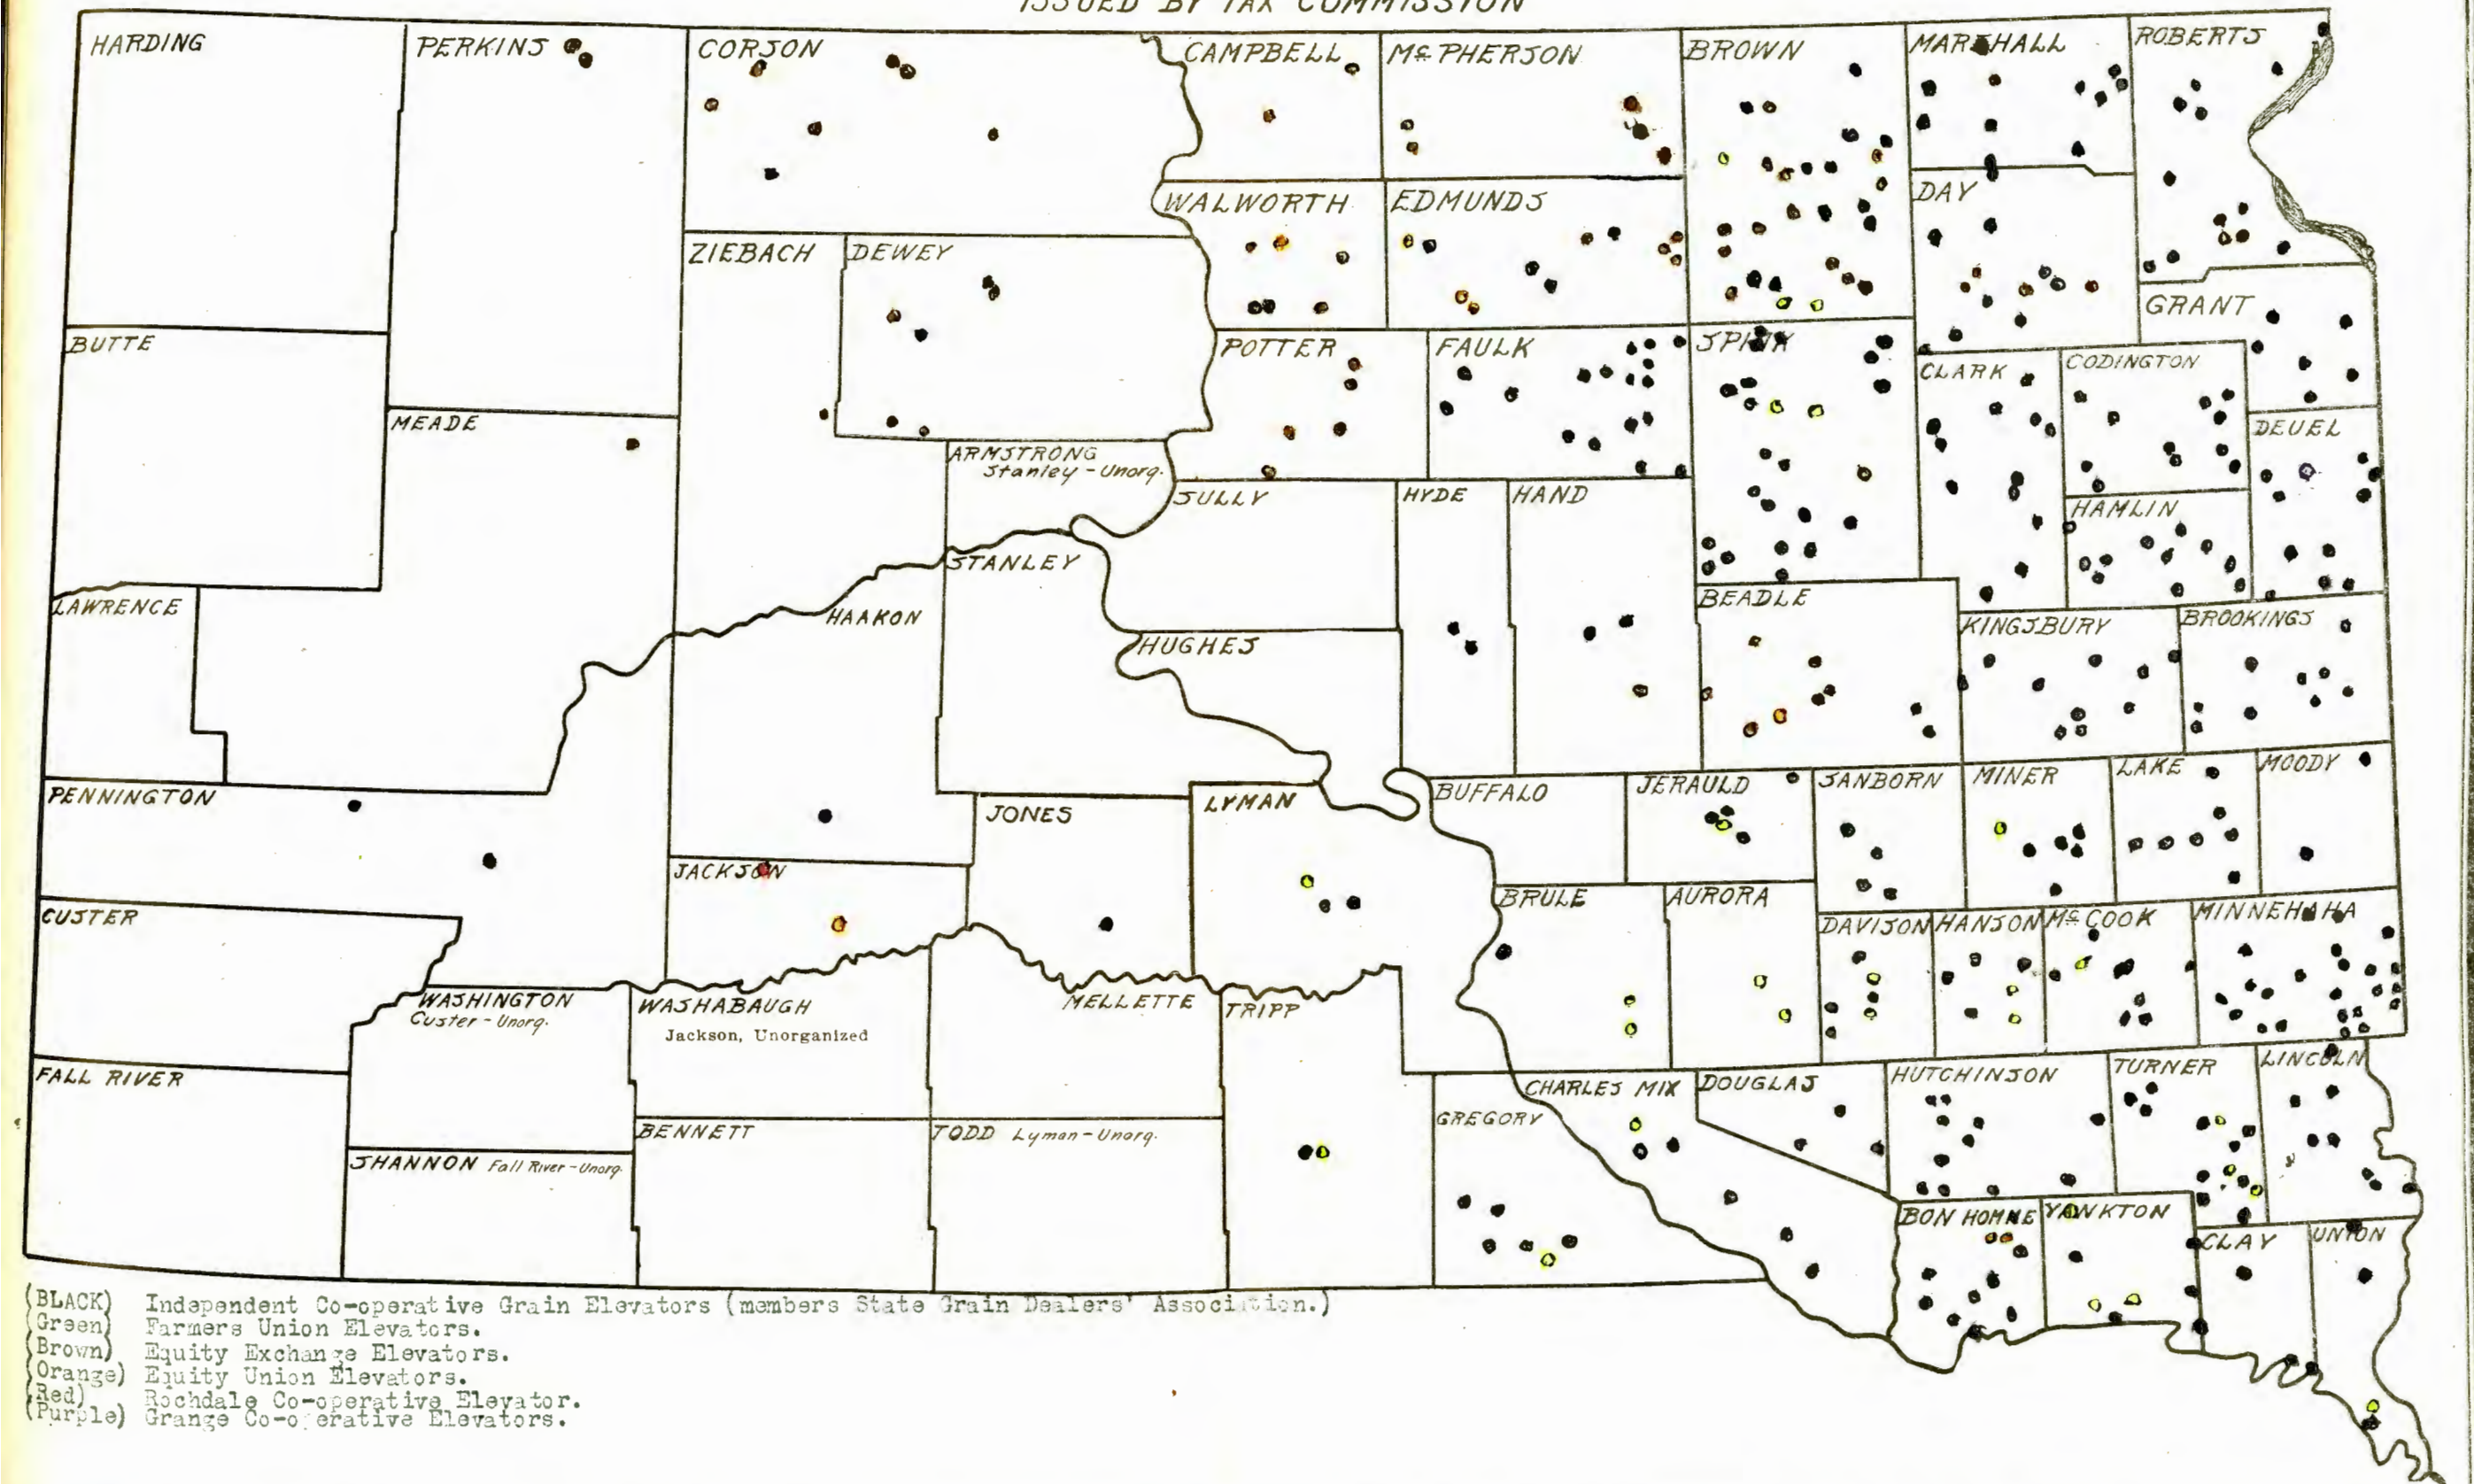 ISSUED BY TAX COMMISSION
HARDING
PERKINS
CORSON
CAMPBELL
McPHERSON
BROWN
MARSHALL
ROBERTS
WALWORTH
EDMUNDS
DAY
ZIEBACH
DEWEY
GRANT
BUTTE
POTTER
FAULK
SPINK
CLARK
CODINGTON
MEADE
DEUEL
ARMSTRONG
Stanley - Unorg.
SULLY
HYDE
HAND
HAMLIN
STANLEY
LAWRENCE
HAAKON
BEADLE
KINGSBURY
BROOKINGS
HUGHES
PENNINGTON
JONES
LYMAN
BUFFALO
JERAULD
SANBORN
MINER
LAKE
MOODY
JACKSON
CUSTER
BRULE
AURORA
DAVISON
HANSON
McCOOK
MINNEHAHA
WASHINGTON
Custer - Unorg.
WASHABAUGH
Jackson, Unorganized
MELLETTE
TRIPP
FALL RIVER
CHARLES MIX
DOUGLAS
HUTCHINSON
TURNER
LINCOLN
GREGORY
BENNETT
TODD Lyman - Unorg.
SHANNON Fall River - Unorg.
BON HOMME
YANKTON
CLAY
UNION
(BLACK) Independent Co-operative Grain Elevators (members State Grain Dealers' Association.)
(Green) Farmers Union Elevators.
(Brown) Equity Exchange Elevators.
(Orange) Equity Union Elevators.
(Red) Rochdale Co-operative Elevator.
(Purple) Grange Co-operative Elevators.